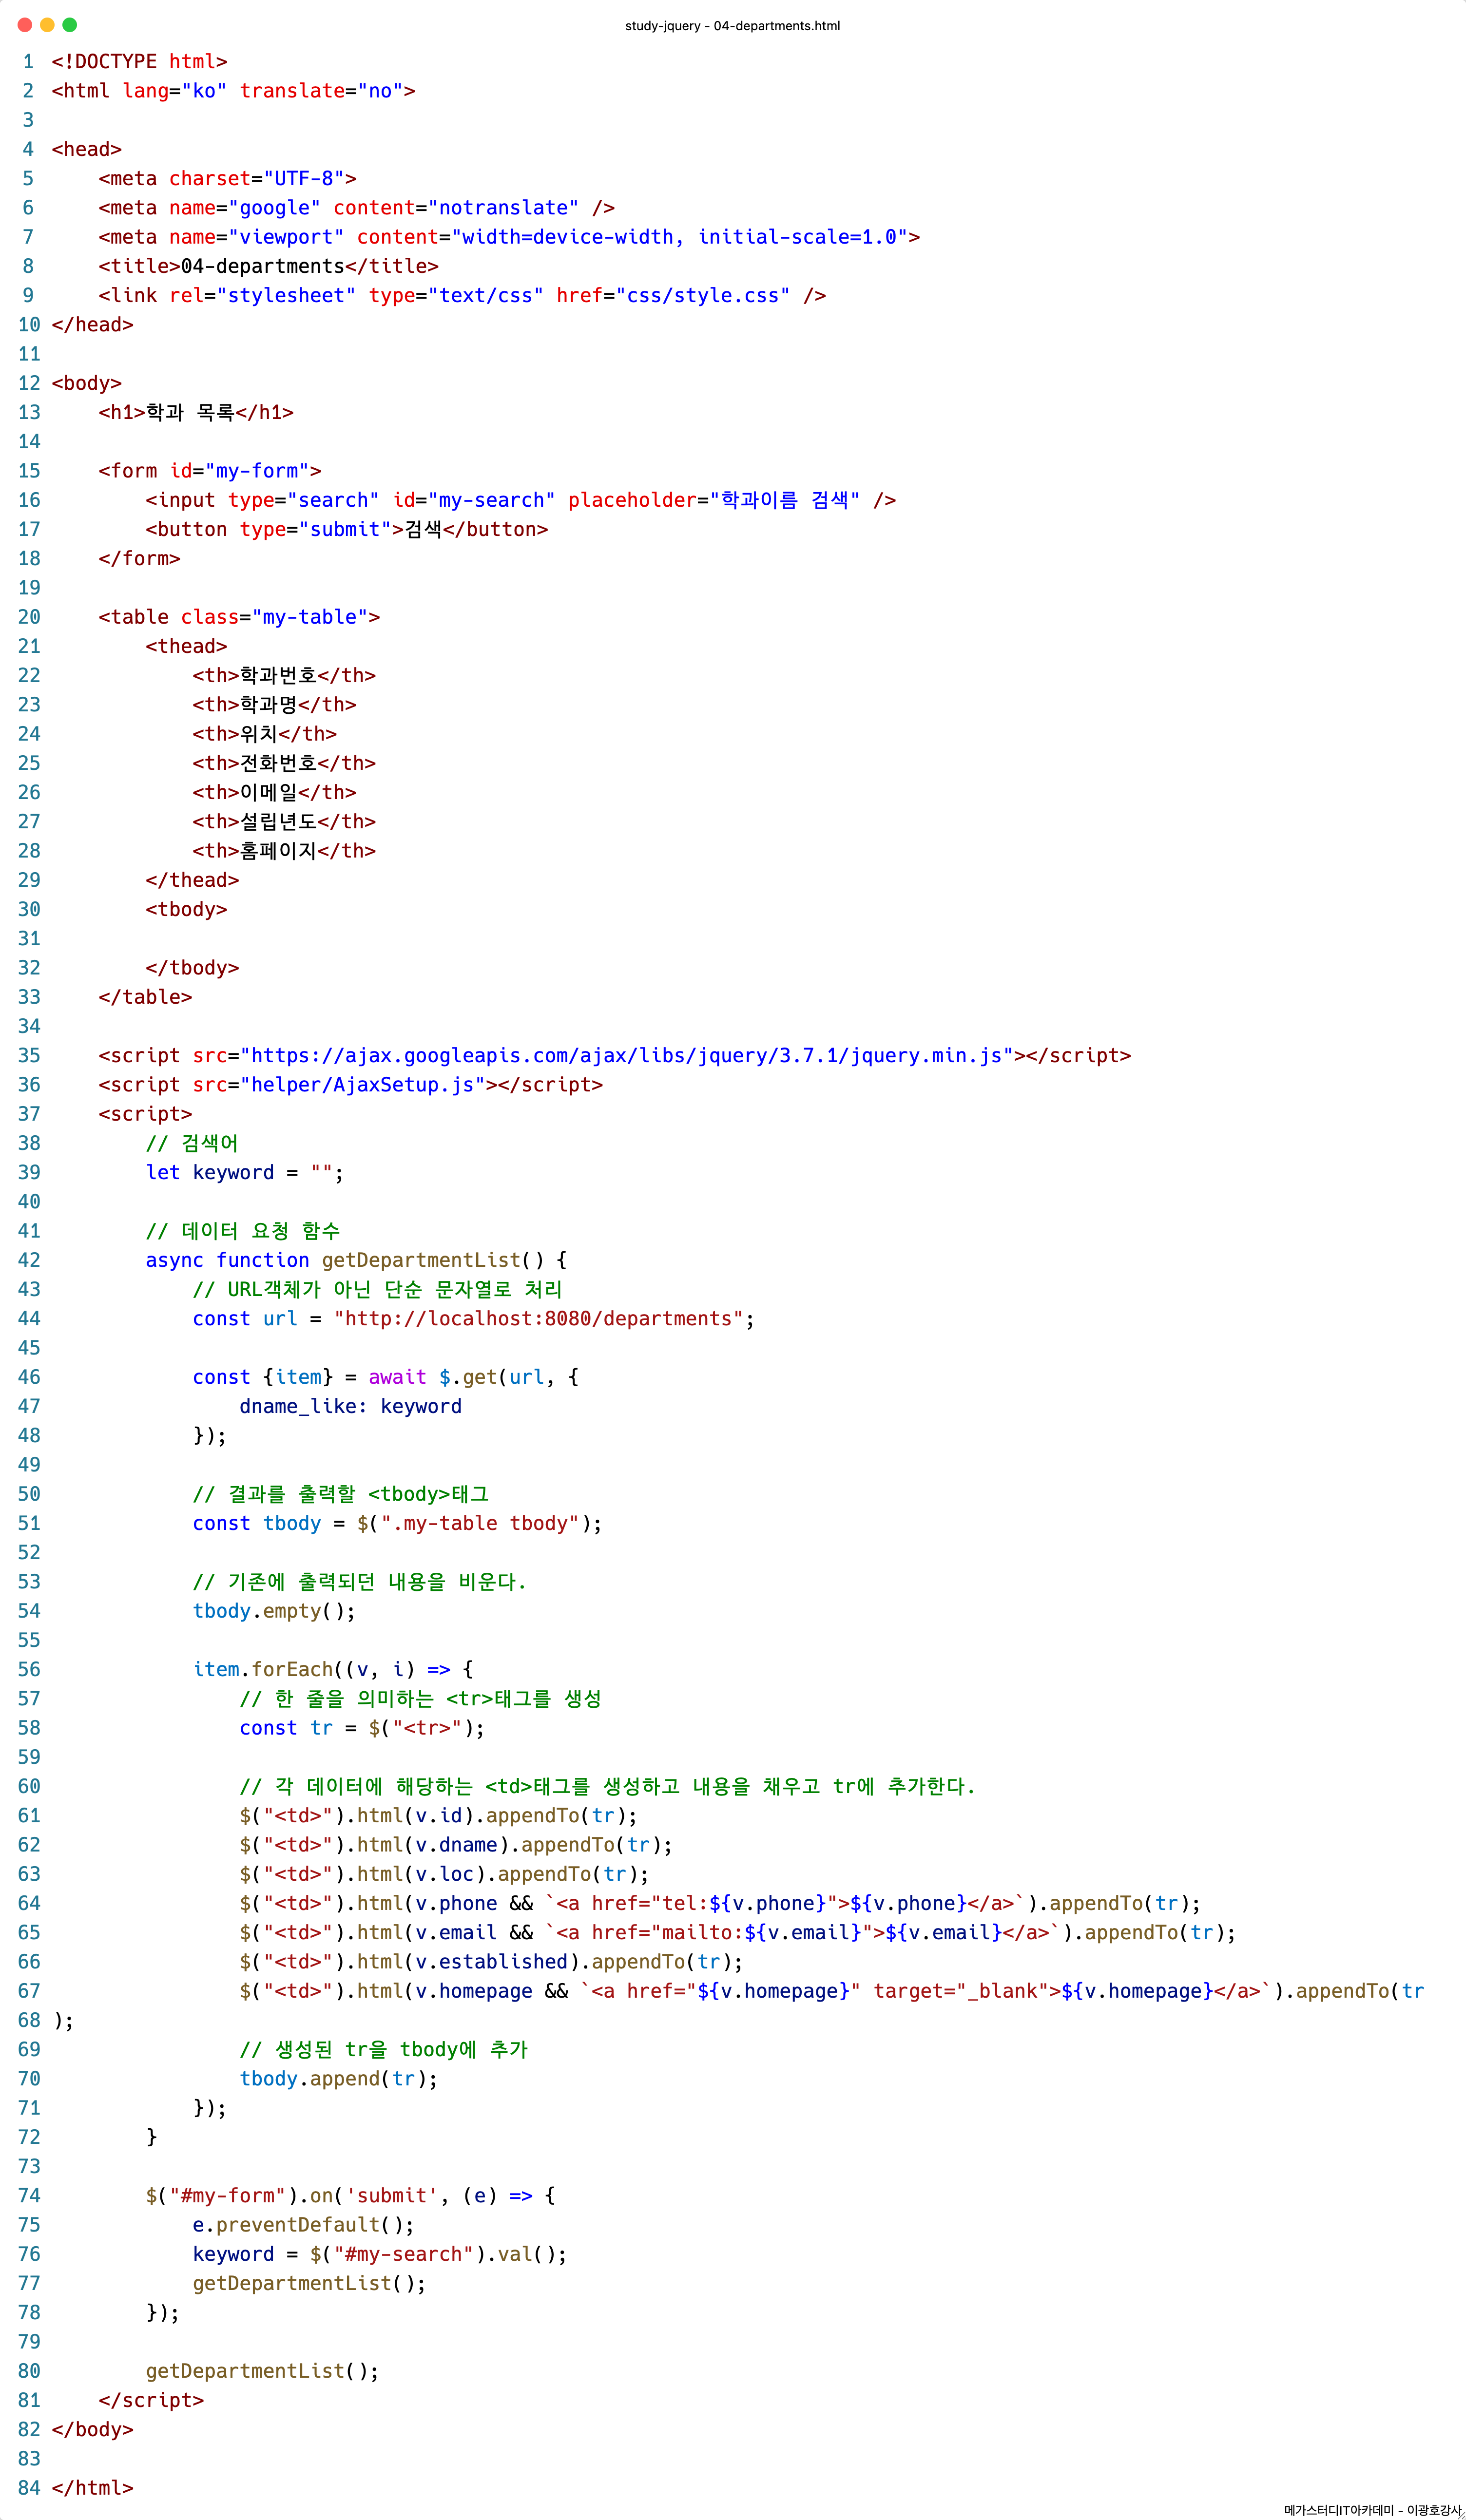 study-jquery - 04-departments.html
1 <!DOCTYPE html>
2 <html lang="ko" translate="no">
3
4 <head>
5     <meta charset="UTF-8">
6     <meta name="google" content="notranslate" />
7     <meta name="viewport" content="width=device-width, initial-scale=1.0">
8     <title>04-departments</title>
9     <link rel="stylesheet" type="text/css" href="css/style.css" />
10 </head>
11
12 <body>
13     <h1>학과 목록</h1>
14
15     <form id="my-form">
16         <input type="search" id="my-search" placeholder="학과이름 검색" />
17         <button type="submit">검색</button>
18     </form>
19
20     <table class="my-table">
21         <thead>
22             <th>학과번호</th>
23             <th>학과명</th>
24             <th>위치</th>
25             <th>전화번호</th>
26             <th>이메일</th>
27             <th>설립년도</th>
28             <th>홈페이지</th>
29         </thead>
30         <tbody>
31
32         </tbody>
33     </table>
34
35     <script src="https://ajax.googleapis.com/ajax/libs/jquery/3.7.1/jquery.min.js"></script>
36     <script src="helper/AjaxSetup.js"></script>
37     <script>
38         // 검색어
39         let keyword = "";
40
41         // 데이터 요청 함수
42         async function getDepartmentList() {
43             // URL객체가 아닌 단순 문자열로 처리
44             const url = "http://localhost:8080/departments";
45
46             const {item} = await $.get(url, {
47                 dname_like: keyword
48             });
49
50             // 결과를 출력할 <tbody>태그
51             const tbody = $(".my-table tbody");
52
53             // 기존에 출력되던 내용을 비운다.
54             tbody.empty();
55
56             item.forEach((v, i) => {
57                 // 한 줄을 의미하는 <tr>태그를 생성
58                 const tr = $("<tr>");
59
60                 // 각 데이터에 해당하는 <td>태그를 생성하고 내용을 채우고 tr에 추가한다.
61                 $("<td>").html(v.id).appendTo(tr);
62                 $("<td>").html(v.dname).appendTo(tr);
63                 $("<td>").html(v.loc).appendTo(tr);
64                 $("<td>").html(v.phone && `<a href="tel:${v.phone}">${v.phone}</a>`).appendTo(tr);
65                 $("<td>").html(v.email && `<a href="mailto:${v.email}">${v.email}</a>`).appendTo(tr);
66                 $("<td>").html(v.established).appendTo(tr);
67                 $("<td>").html(v.homepage && `<a href="${v.homepage}" target="_blank">${v.homepage}</a>`).appendTo(tr
68 );
69                 // 생성된 tr을 tbody에 추가
70                 tbody.append(tr);
71             });
72         }
73
74         $("#my-form").on('submit', (e) => {
75             e.preventDefault();
76             keyword = $("#my-search").val();
77             getDepartmentList();
78         });
79
80         getDepartmentList();
81     </script>
82 </body>
83
84 </html>
메가스터디IT아카데미 - 이광호강사